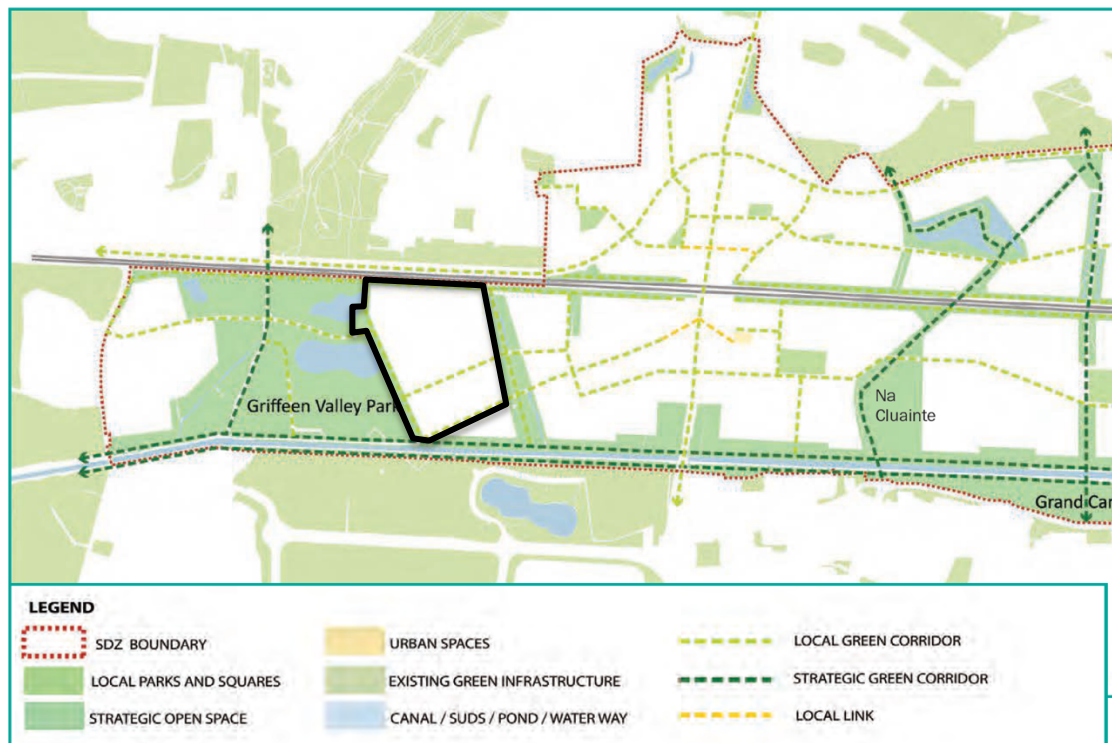 Griffeen Valley Park
Na
Cluainte
Grand Car
LEGEND
SDZ BOUNDARY
URBAN SPACES
LOCAL GREEN CORRIDOR
LOCAL PARKS AND SQUARES
EXISTING GREEN INFRASTRUCTURE
STRATEGIC GREEN CORRIDOR
STRATEGIC OPEN SPACE
CANAL / SUDS / POND / WATER WAY
LOCAL LINK